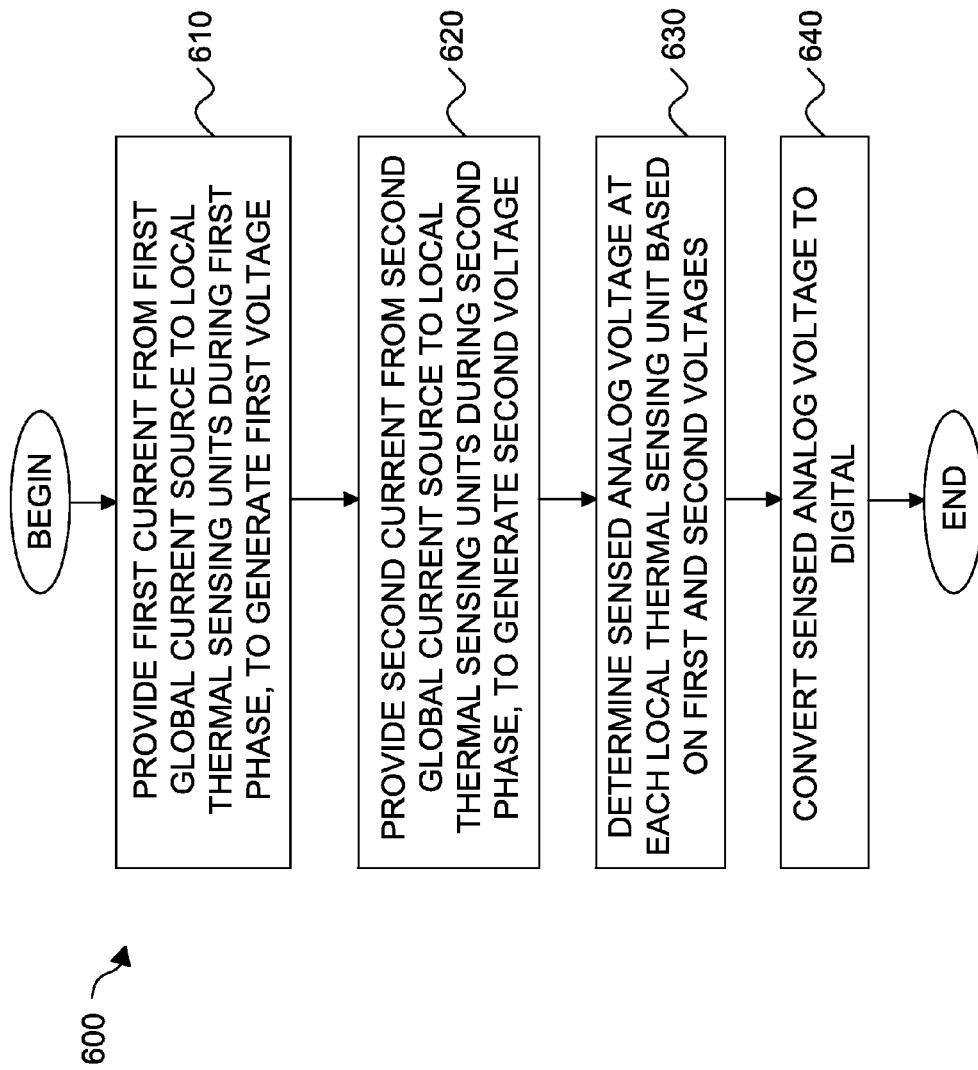 600
BEGIN
PROVIDE FIRST CURRENT FROM FIRST
GLOBAL CURRENT SOURCE TO LOCAL
THERMAL SENSING UNITS DURING FIRST
PHASE, TO GENERATE FIRST VOLTAGE
610
PROVIDE SECOND CURRENT FROM SECOND
GLOBAL CURRENT SOURCE TO LOCAL
THERMAL SENSING UNITS DURING SECOND
PHASE, TO GENERATE SECOND VOLTAGE
620
DETERMINE SENSED ANALOG VOLTAGE AT
EACH LOCAL THERMAL SENSING UNIT BASED
ON FIRST AND SECOND VOLTAGES
630
CONVERT SENSED ANALOG VOLTAGE TO
DIGITAL
640
END